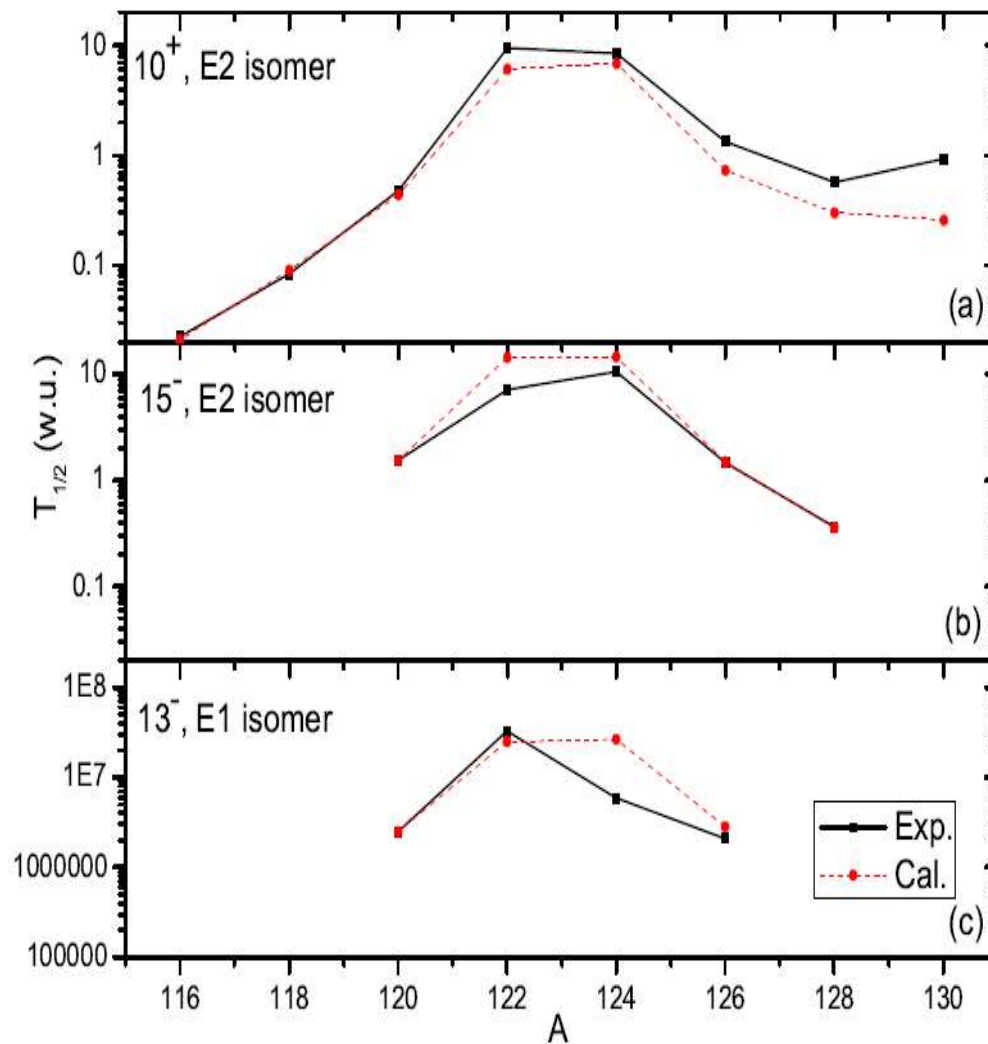 10
10⁺, E2 isomer
1
0.1
(a)
10
15⁻, E2 isomer
1
0.1
(b)
T₁/₂ (w.u.)
1E8
13⁻, E1 isomer
1E7
Exp.
1000000
Cal.
(c)
100000
116 118 120 122 124 126 128 130
A